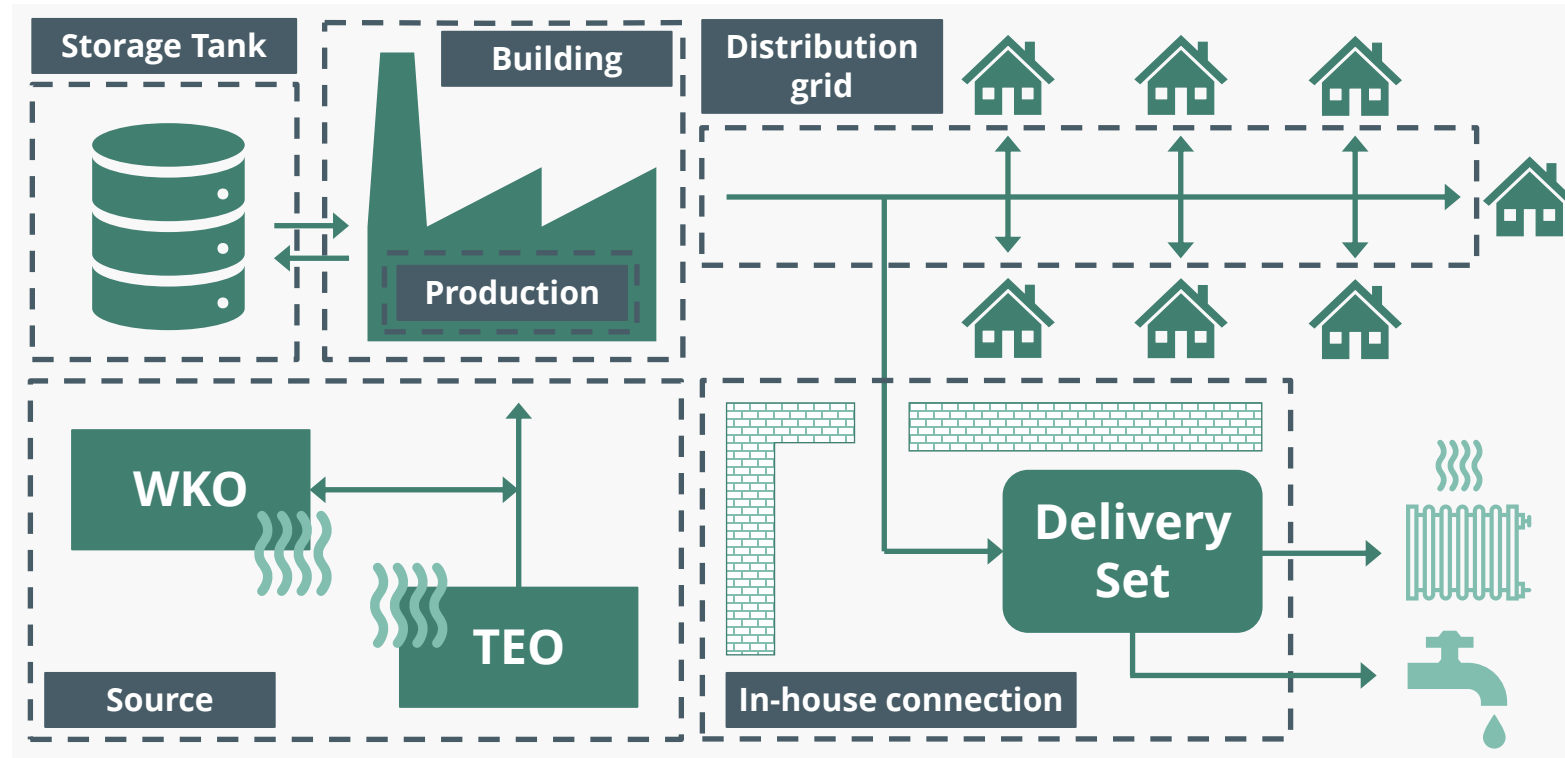 Storage Tank
Building
Distribution
grid
Production
WKO
TEO
Source
Delivery
Set
In-house connection